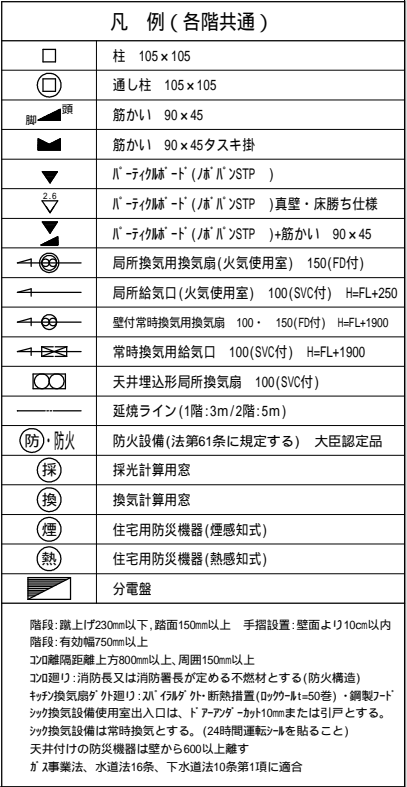 凡 例(各階共通)
柱 105×105
通し柱 105×105
脚 頭 筋かい 90×45
筋かい 90×45タスキ掛
ﾊﾟｰﾃｨｸﾙﾎﾞｰﾄﾞ(ﾉﾎﾞﾊﾟﾝSTP )
2.6 ﾊﾟｰﾃｨｸﾙﾎﾞｰﾄﾞ(ﾉﾎﾞﾊﾟﾝSTP )真壁・床勝ち仕様
ﾊﾟｰﾃｨｸﾙﾎﾞｰﾄﾞ(ﾉﾎﾞﾊﾟﾝSTP )+筋かい 90×45
局所換気用換気扇(火気使用室) 150(FD付)
局所給気口(火気使用室) 100(SVC付) H=FL+250
壁付常時換気用換気扇 100・ 150(FD付) H=FL+1900
常時換気用給気口 100(SVC付) H=FL+1900
天井埋込形局所換気扇 100(SVC付)
延焼ライン(1階:3m/2階:5m)
防・防火 防火設備(法第61条に規定する) 大臣認定品
採 採光計算用窓
換 換気計算用窓
煙 住宅用防災機器(煙感知式)
熱 住宅用防災機器(熱感知式)
分電盤
階段:蹴上げ230㎜以下,踏面150㎜以上 手摺設置:壁面より10㎝以内
階段:有効幅750㎜以上
ｺﾝﾛ離隔距離上方800㎜以上、周囲150㎜以上
ｺﾝﾛ廻り:消防長又は消防署長が定める不燃材とする(防火構造)
ｷｯﾁﾝ換気扇ﾀﾞｸﾄ廻り:ｽﾊﾟｲﾗﾙﾀﾞｸﾄ・断熱措置(ﾛｯｸｳｰﾙt=50巻)・鋼製ﾌｰﾄﾞ
ｼｯｸ換気設備使用室出入口は、ﾄﾞｱｰｱﾝﾀﾞｰｶｯﾄ10㎜または引戸とする。
ｼｯｸ換気設備は常時換気とする。(24時間運転ｼｰﾙを貼ること)
天井付けの防災機器は壁から600以上離す
ｶﾞｽ事業法、水道法16条、下水道法10条第1項に適合